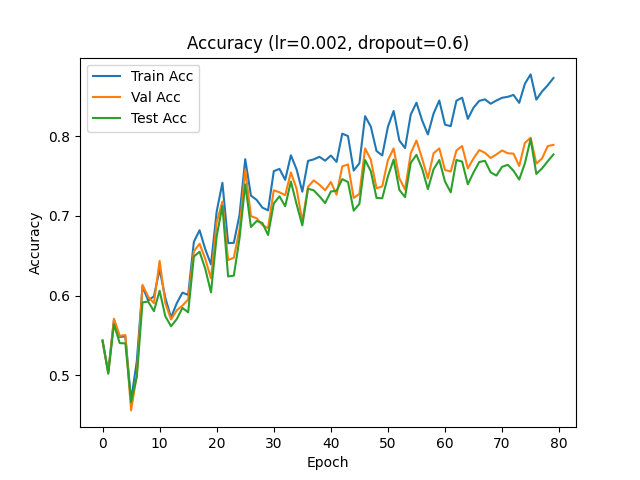 Accuracy (lr=0.002, dropout=0.6)
Train Acc
Val Acc
Test Acc
Accuracy
0.8
0.7
0.6
0.5
0 10 20 30 40 50 60 70 80
Epoch